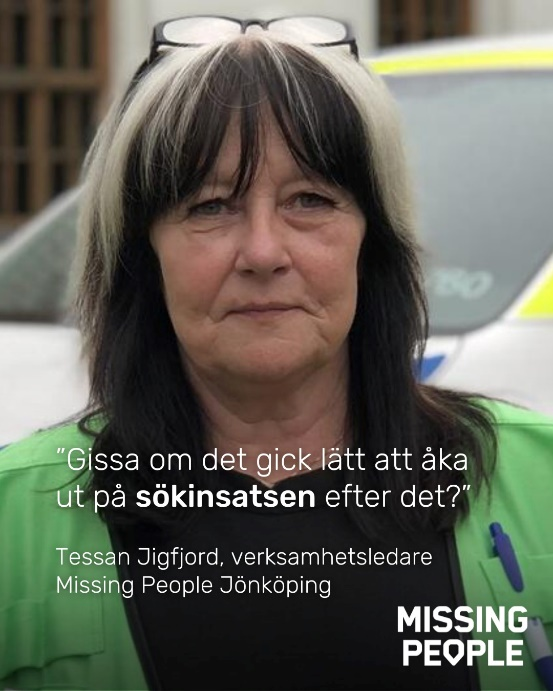 "Gissa om det gick lätt att åka
ut på sökinsatsen efter det?"
Tessan Jigfjord, verksamhetsledare
Missing People Jönköping
MISSING
PEOPLE